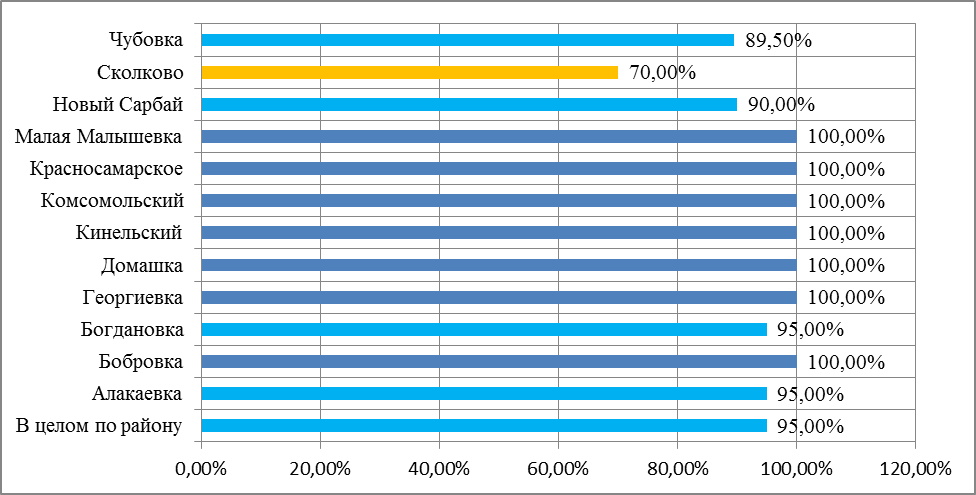 Чубовка 89,50%
Сколково 70,00%
Новый Сарбай 90,00%
Малая Малышевка 100,00%
Красносамарское 100,00%
Комсомольский 100,00%
Кинельский 100,00%
Домашка 100,00%
Георгиевка 100,00%
Богдановка 95,00%
Бобровка 100,00%
Алакаевка 95,00%
В целом по району 95,00%
0,00% 20,00% 40,00% 60,00% 80,00% 100,00% 120,00%